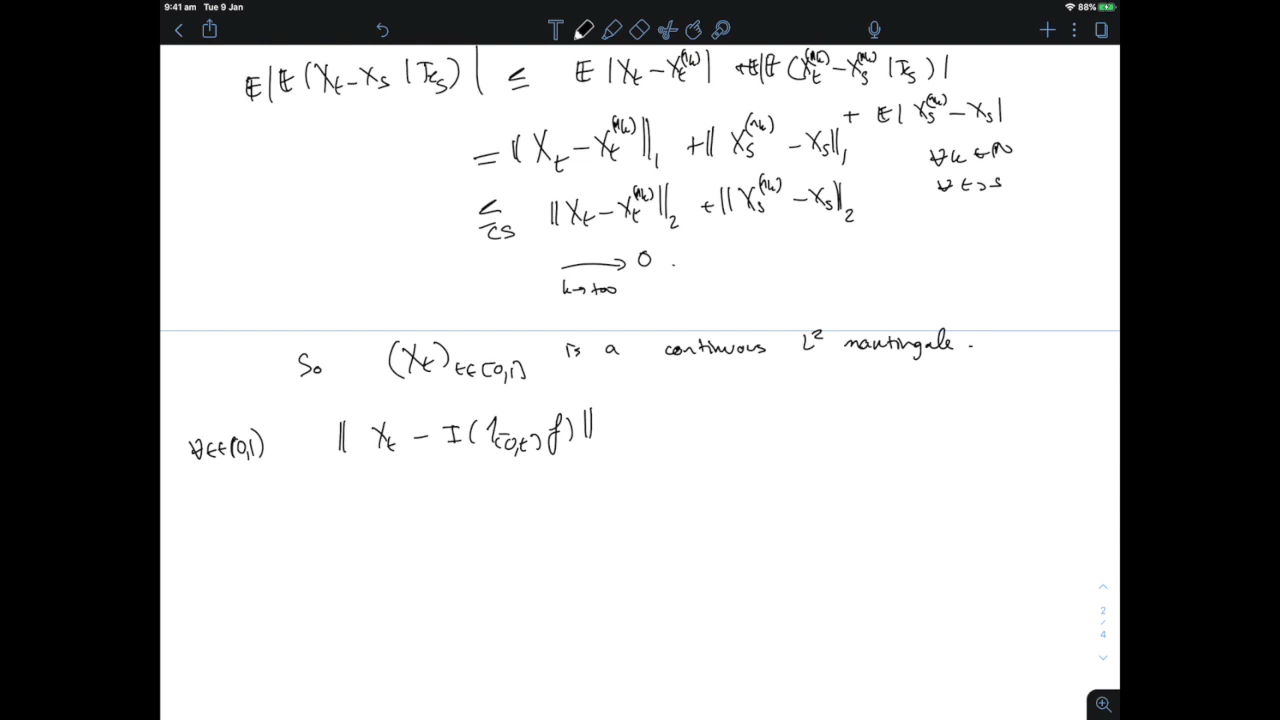 9:41 am Tue 9 Jan
88%
𝔼|𝔼(X_t − X_s | ℱ_s)| ≤ 𝔼|X_t − X_t^{(n_k)}| + 𝔼|𝔼(X_t^{(n_k)} − X_s^{(n_k)} | ℱ_s)|
+ 𝔼|X_s^{(n_k)} − X_s|
= ‖X_t − X_t^{(n_k)}‖_1 + ‖X_s^{(n_k)} − X_s‖_1
∀k ∈ ℕ
∀t > s
≤_{CS} ‖X_t − X_t^{(n_k)}‖_2 + ‖X_s^{(n_k)} − X_s‖_2
⟶_{k→+∞} 0.
So (X_t)_{t∈[0,1]} is a continuous L² martingale.
∀t∈[0,1] ‖X_t − I(1_{[0,t]} f)‖
2
/
4